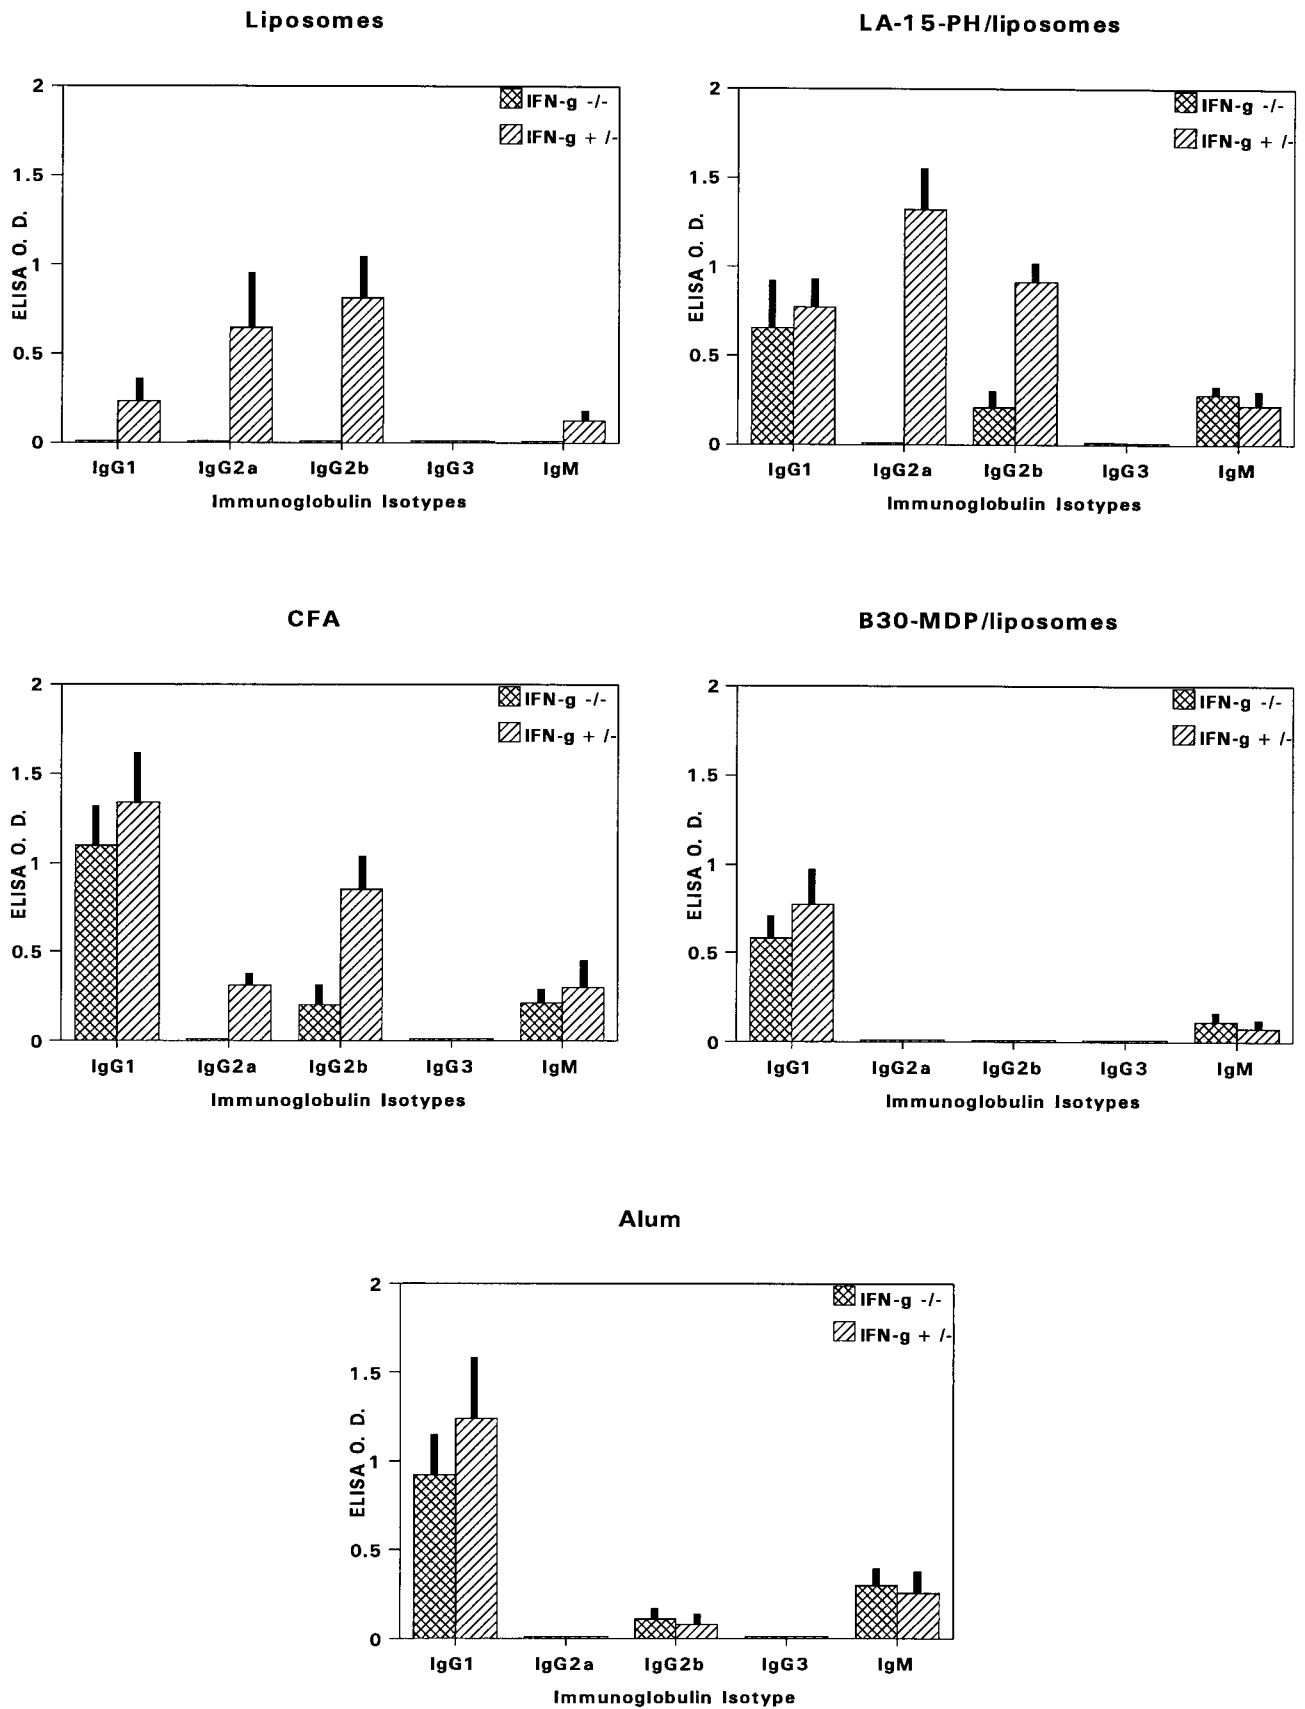 Liposomes
2
1.5
1
0.5
0
ELISA O. D.
IFN-g -/-
IFN-g + /-
IgG1 IgG2a IgG2b IgG3 IgM
Immunoglobulin Isotypes
LA-15-PH/liposomes
2
1.5
1
0.5
0
ELISA O. D.
IFN-g -/-
IFN-g + /-
IgG1 IgG2a IgG2b IgG3 IgM
Immunoglobulin Isotypes
CFA
2
1.5
1
0.5
0
ELISA O. D.
IFN-g -/-
IFN-g + /-
IgG1 IgG2a IgG2b IgG3 IgM
Immunoglobulin Isotypes
B30-MDP/liposomes
2
1.5
1
0.5
0
ELISA O. D.
IFN-g -/-
IFN-g + /-
IgG1 IgG2a IgG2b IgG3 IgM
Immunoglobulin Isotypes
Alum
2
1.5
1
0.5
0
ELISA O. D.
IFN-g -/-
IFN-g + /-
IgG1 IgG2a IgG2b IgG3 IgM
Immunoglobulin Isotype